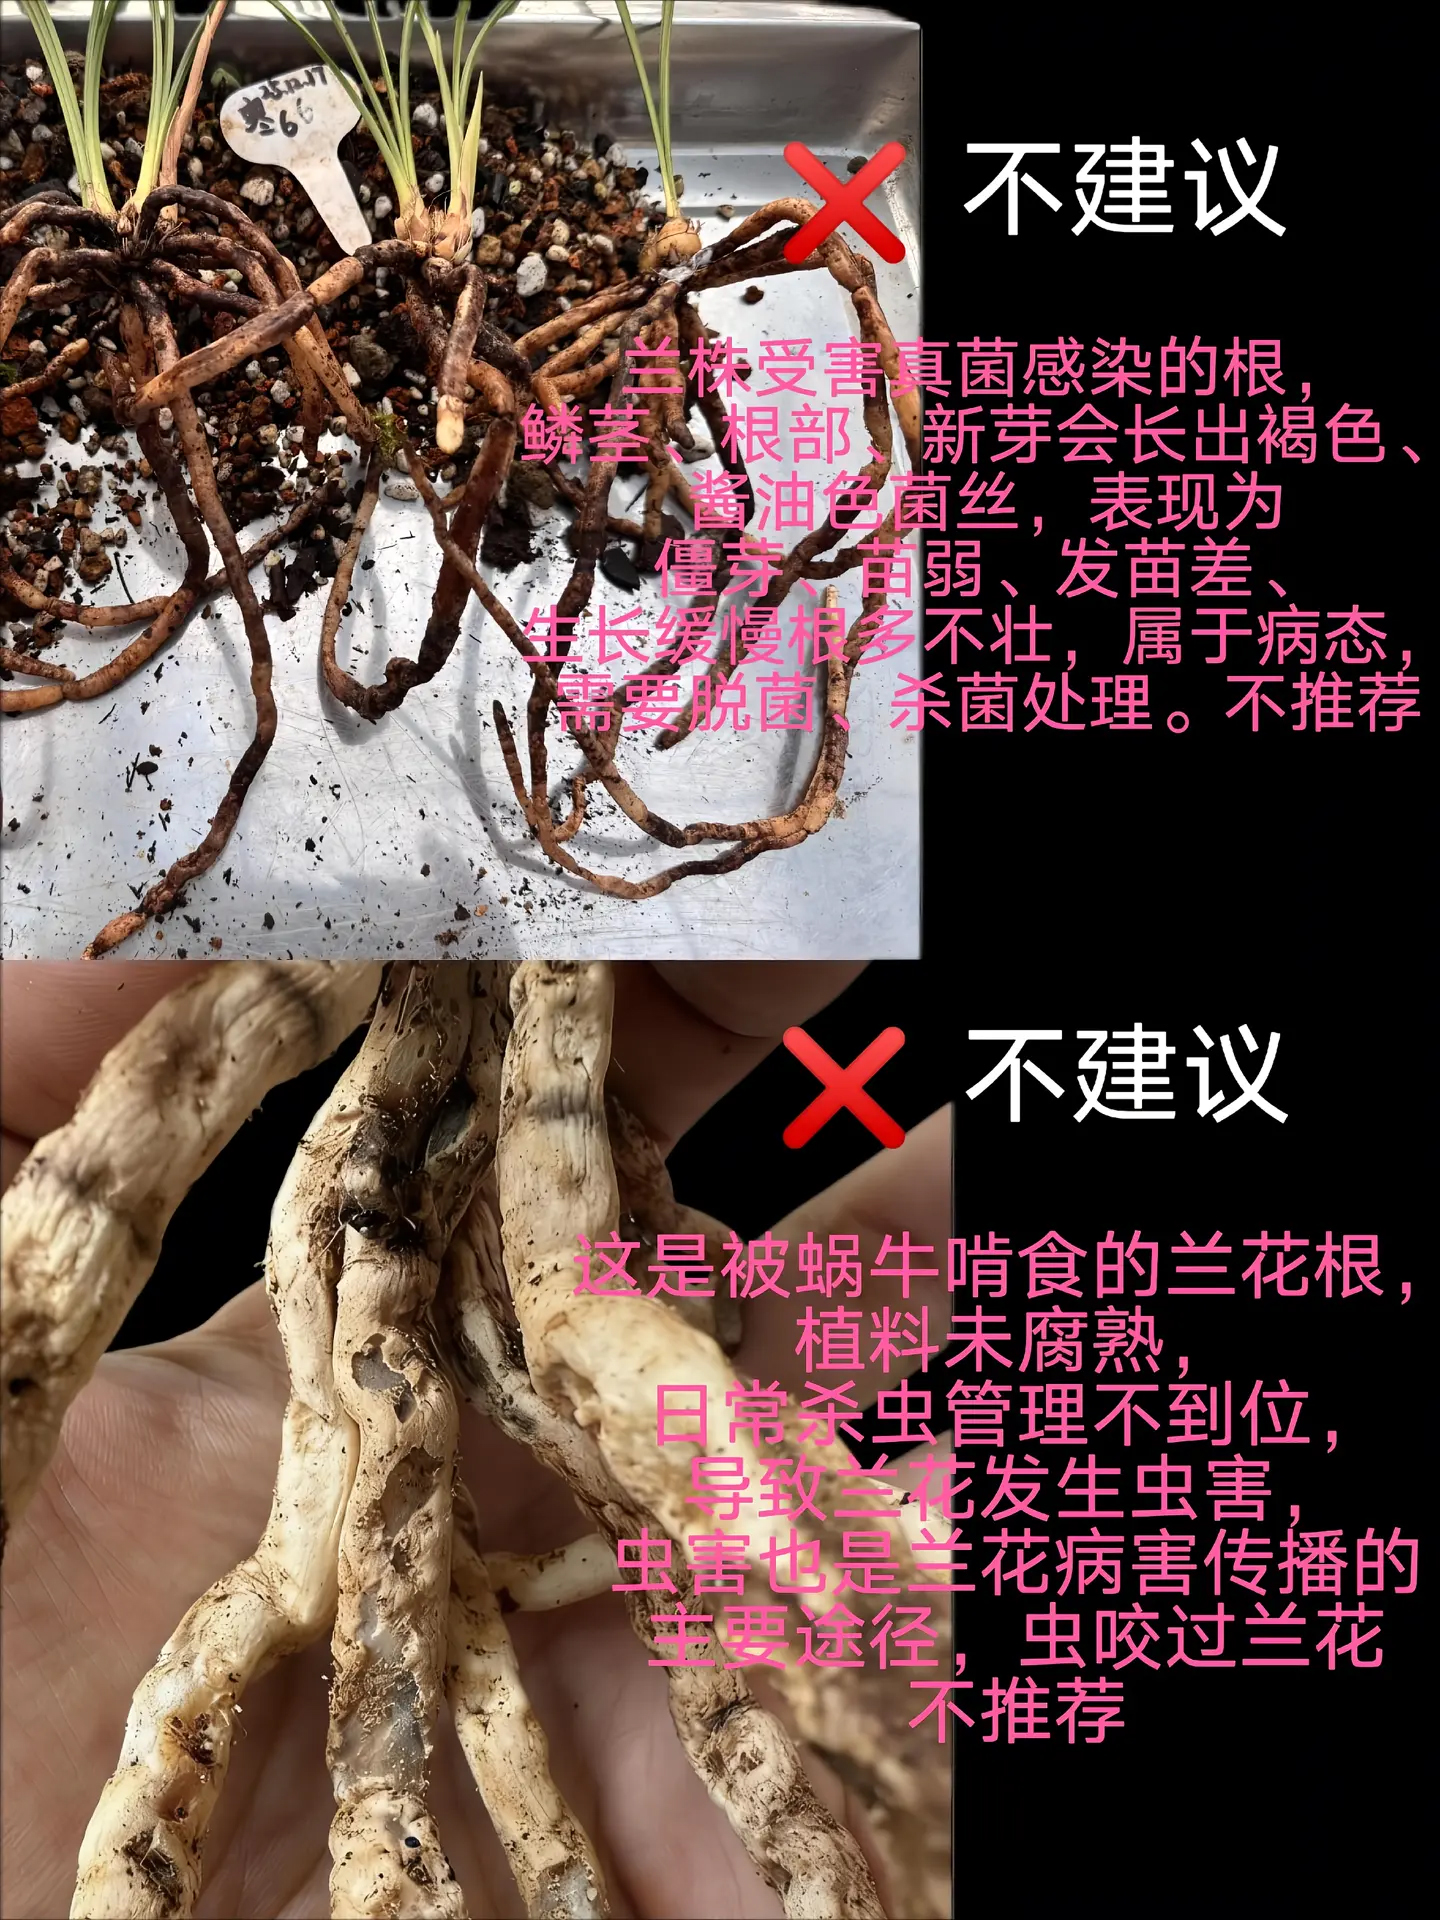 25.12.17
寒66
不建议
兰株受害真菌感染的根，
鳞茎、根部、新芽会长出褐色、
酱油色菌丝，表现为
僵芽、苗弱、发苗差、
生长缓慢根多不壮，属于病态，
需要脱菌、杀菌处理。不推荐
不建议
这是被蜗牛啃食的兰花根，
植料未腐熟，
日常杀虫管理不到位，
导致兰花发生虫害，
虫害也是兰花病害传播的
主要途径，虫咬过兰花
不推荐